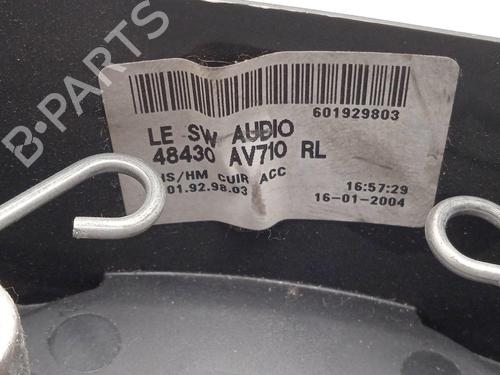 B-PARTS
601929803
LE SW AUDIO
48430 AV710 RL
HS/HM CUIR ACC
01.92.98.03
16:57:29
16-01-2004